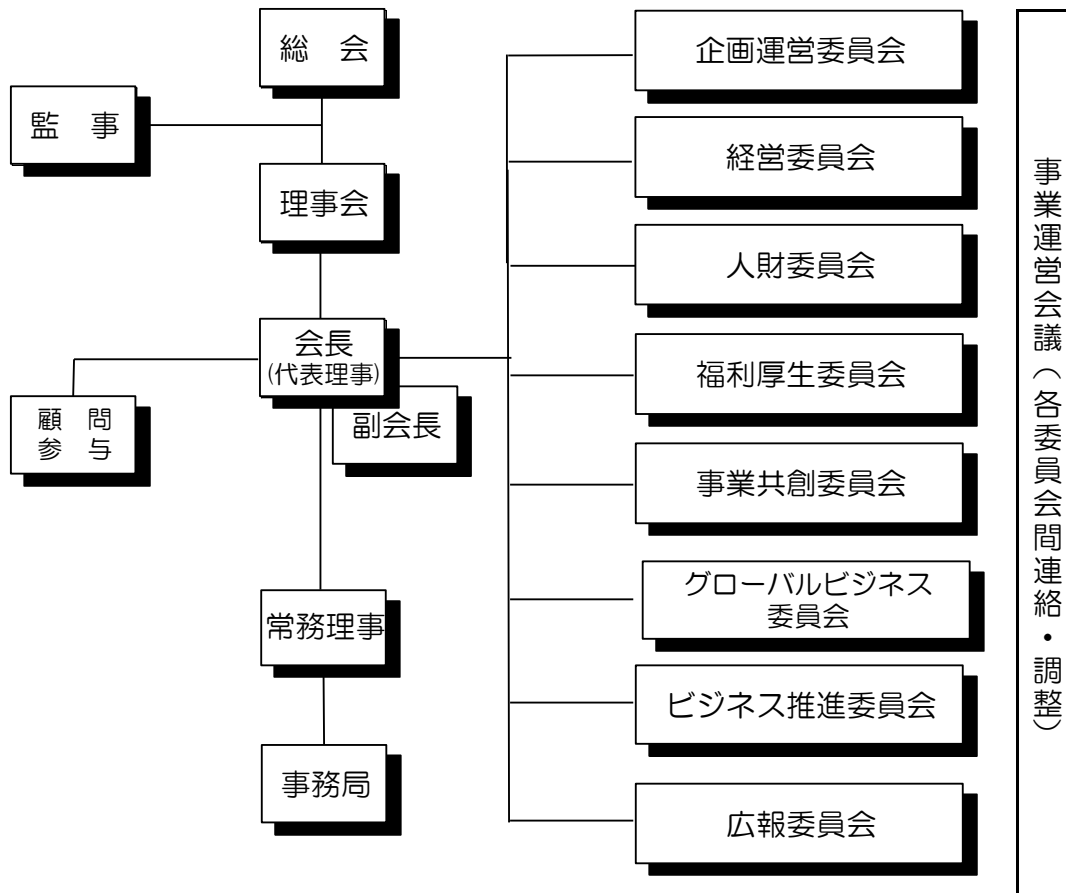 総　会
監　事
理事会
会長
(代表理事)
副会長
顧　問
参　与
常務理事
事務局
企画運営委員会
経営委員会
人財委員会
福利厚生委員会
事業共創委員会
グローバルビジネス
委員会
ビジネス推進委員会
広報委員会
事業運営会議（各委員会間連絡・調整）